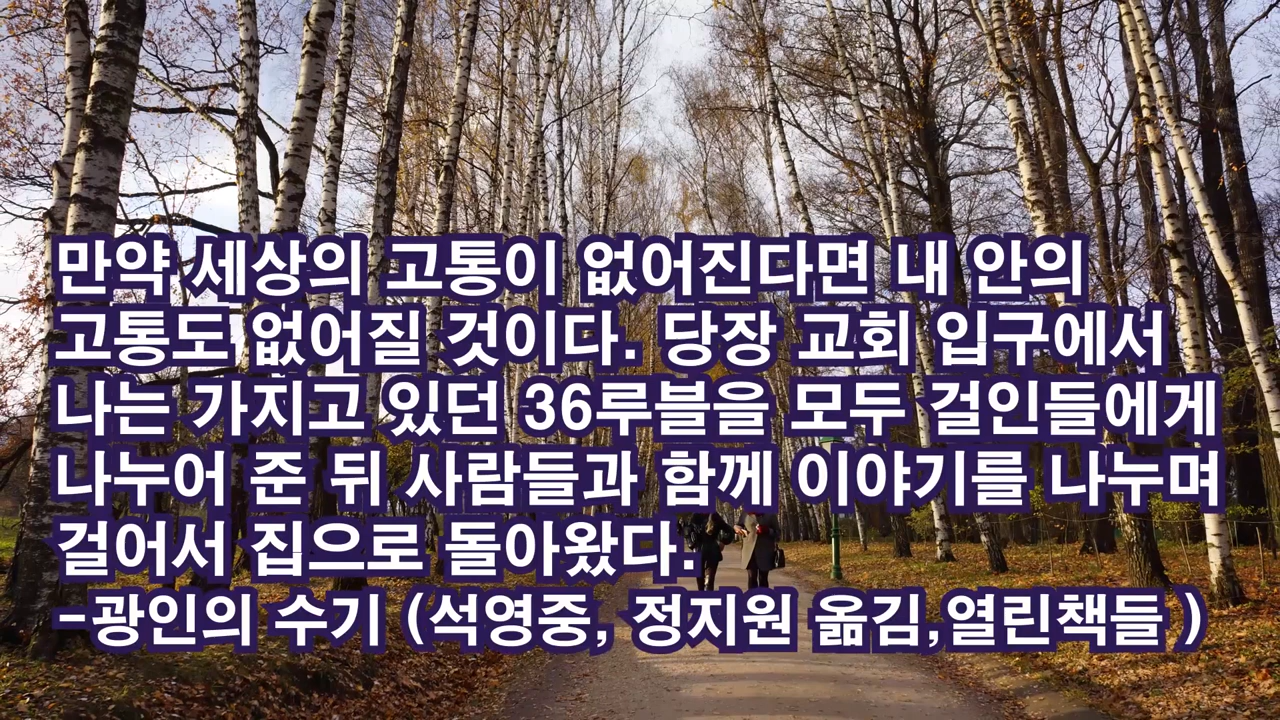 만약 세상의 고통이 없어진다면 내 안의
고통도 없어질 것이다. 당장 교회 입구에서
나는 가지고 있던 36루블을 모두 걸인들에게
나누어 준 뒤 사람들과 함께 이야기를 나누며
걸어서 집으로 돌아왔다.
-광인의 수기 (석영중, 정지원 옮김,열린책들 )